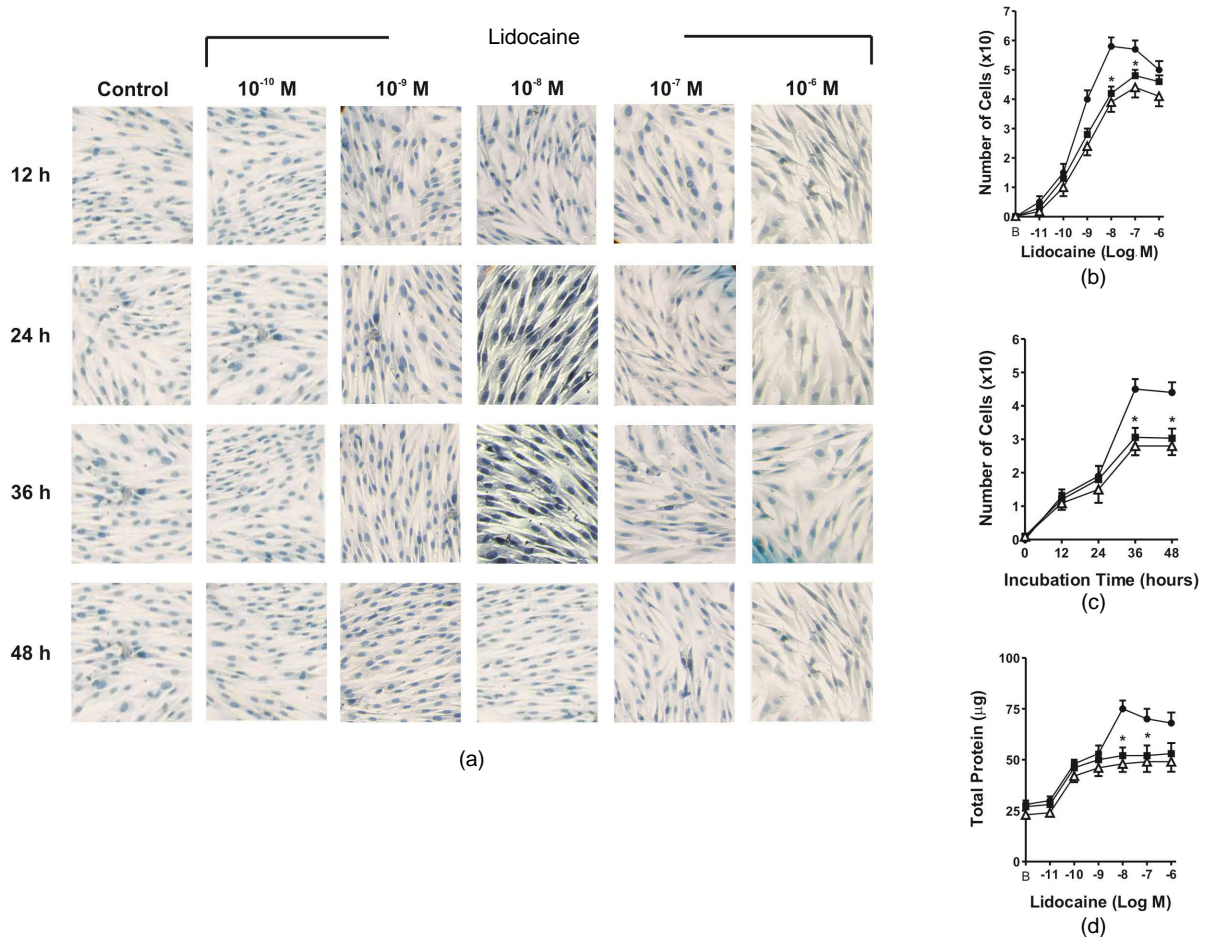 Lidocaine
Control 10⁻¹⁰ M 10⁻⁹ M 10⁻⁸ M 10⁻⁷ M 10⁻⁶ M
12 h
24 h
36 h
48 h
(a)
Number of Cells (x10)
7
6
5
4
3
2
1
0
* *
B -11 -10 -9 -8 -7 -6
Lidocaine (Log M)
(b)
Number of Cells (x10)
6
5
4
3
2
1
0
* *
0 12 24 36 48
Incubation Time (hours)
(c)
Total Protein (µg)
100
75
50
25
0
* *
B -11 -10 -9 -8 -7 -6
Lidocaine (Log M)
(d)